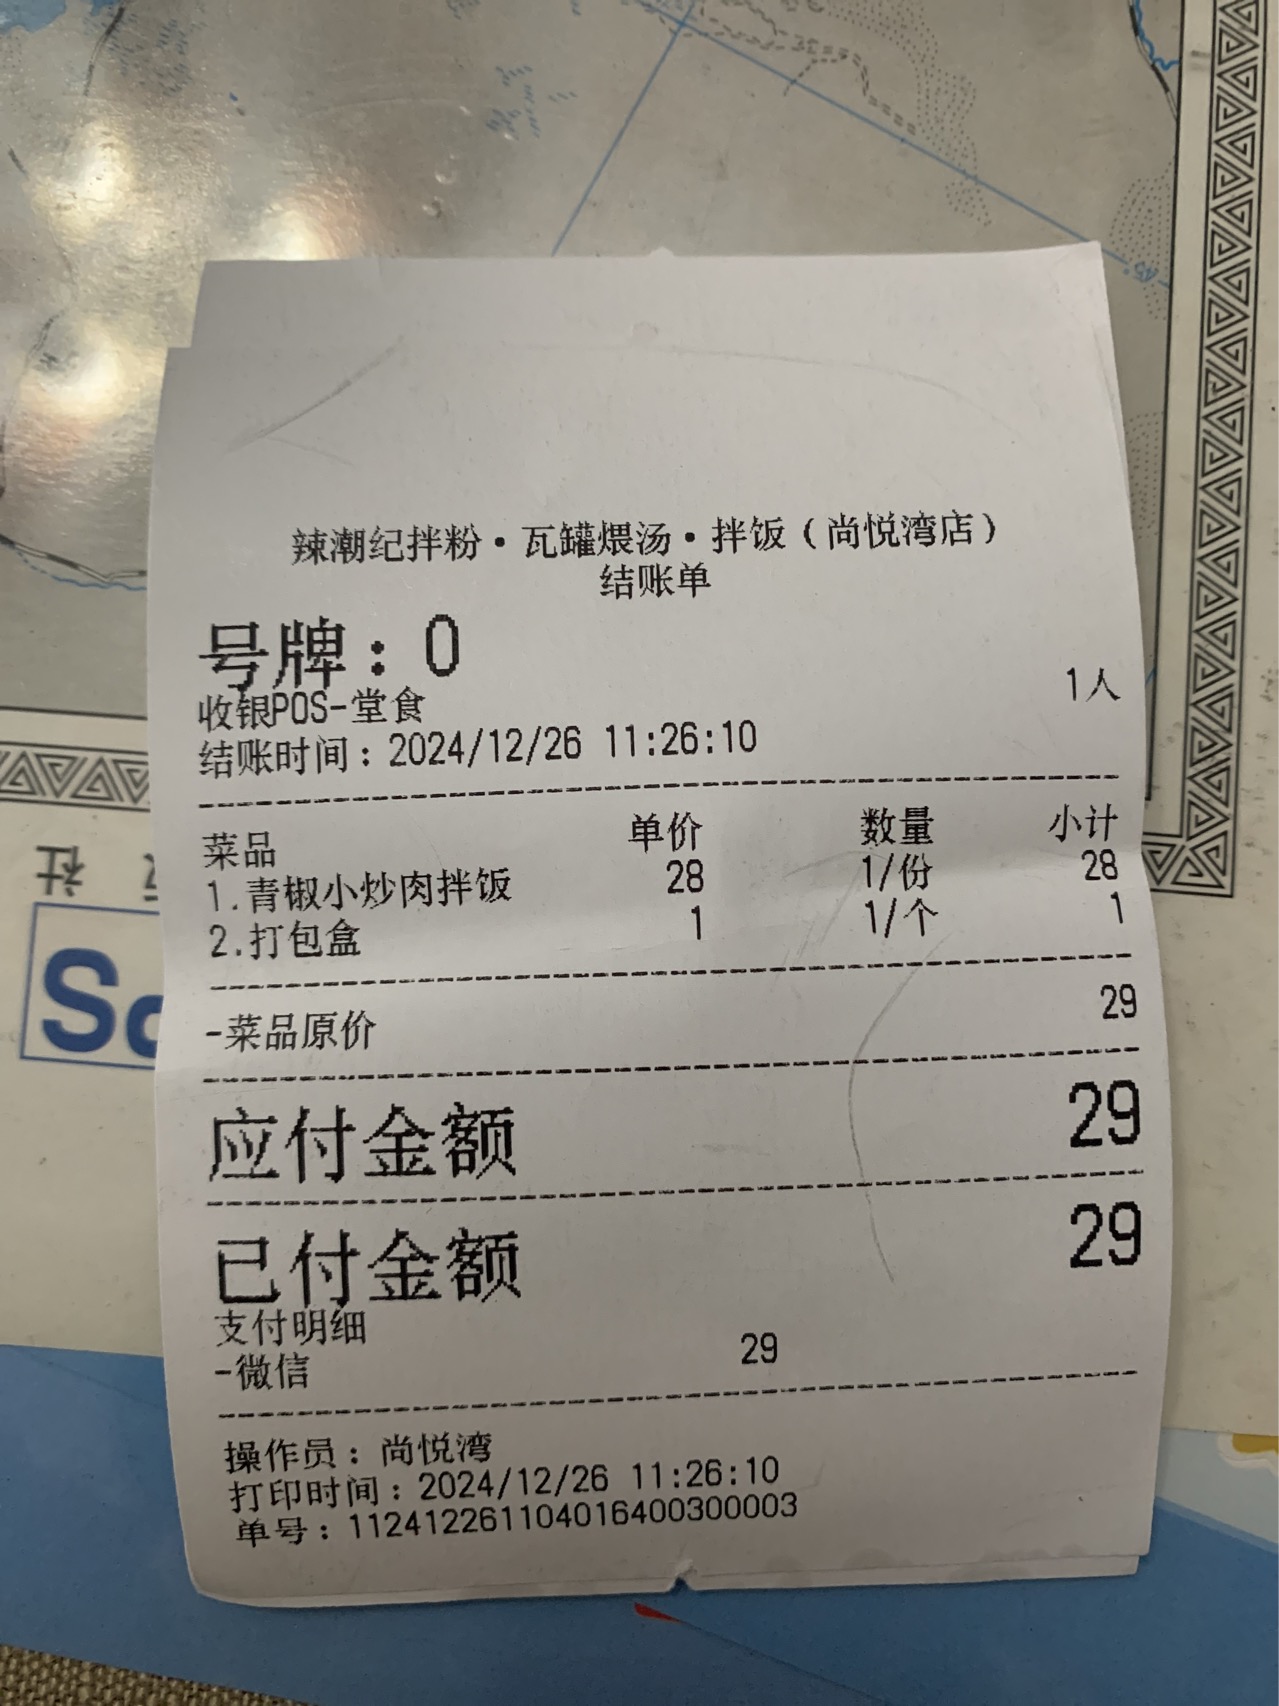 辣潮纪拌粉·瓦罐煨汤·拌饭(尚悦湾店)
结账单
号牌: 0
收银POS-堂食 1人
结账时间: 2024/12/26 11:26:10
菜品 单价 数量 小计
1.青椒小炒肉拌饭 28 1/份 28
2.打包盒 1 1/个 1
-菜品原价 29
应付金额 29
已付金额 29
支付明细
-微信 29
操作员: 尚悦湾
打印时间: 2024/12/26 11:26:10
单号: 112412261104016400300003
社
45°